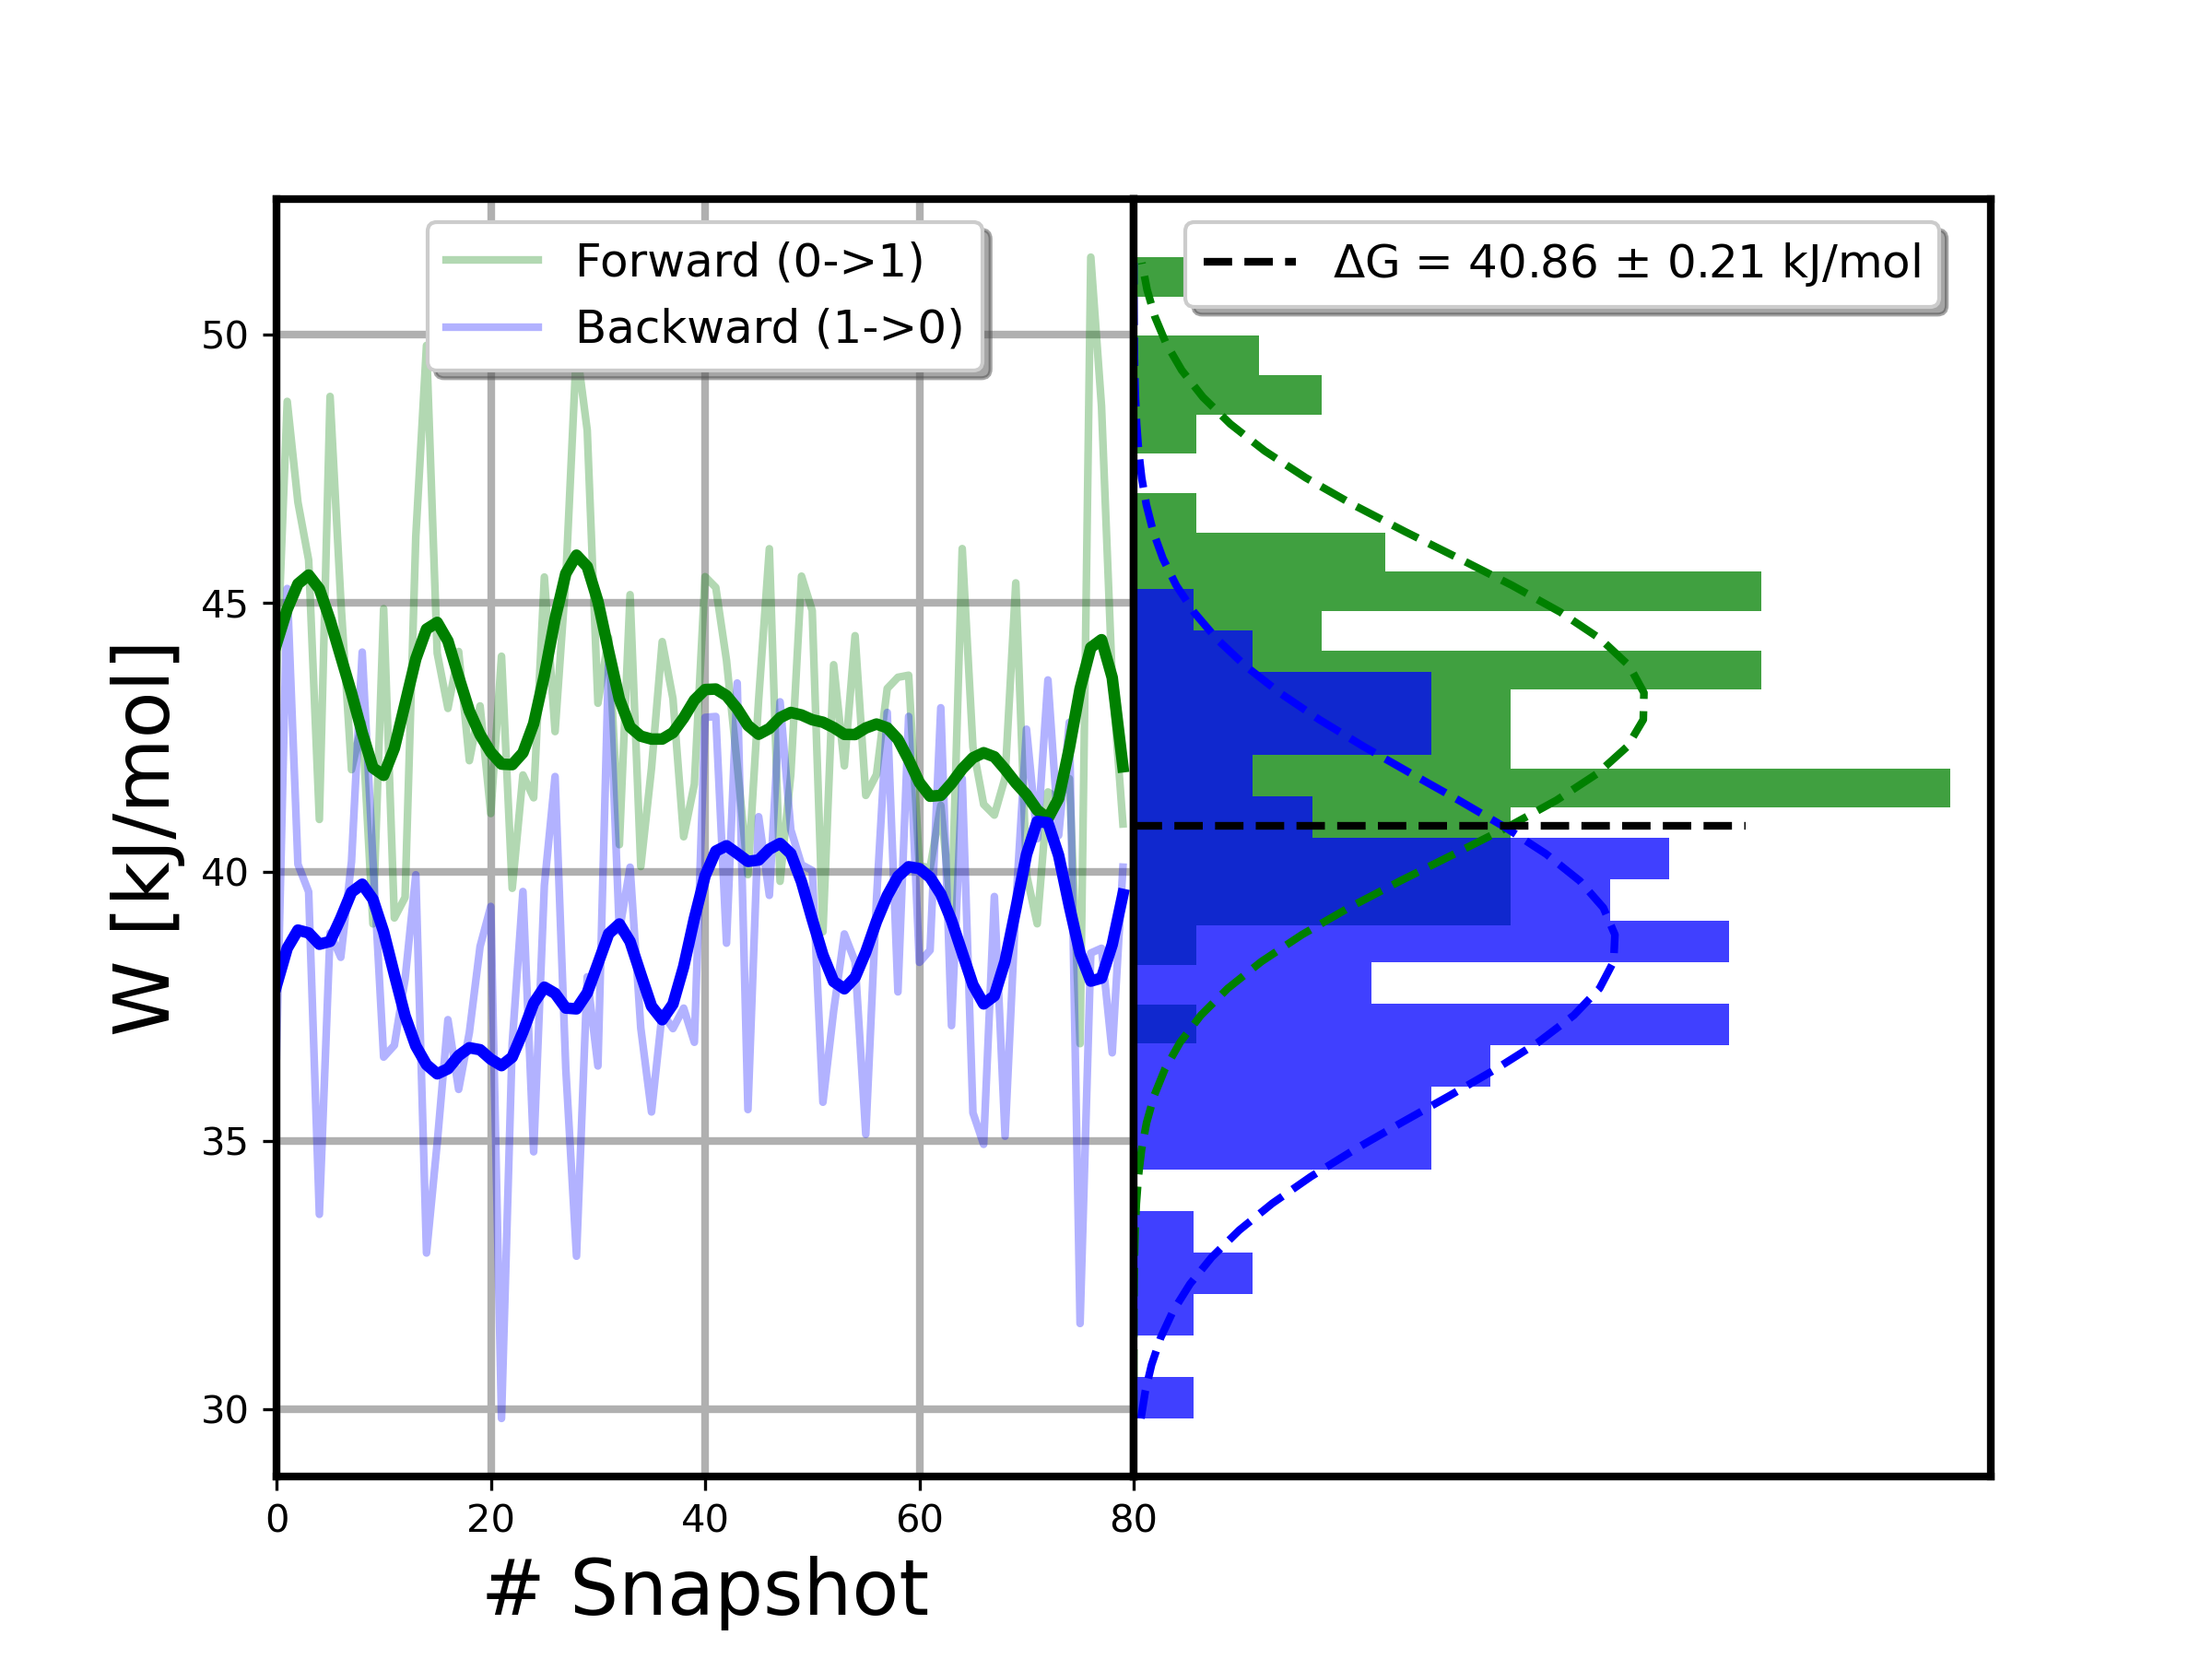 Forward (0->1)
Backward (1->0)
ΔG = 40.86 ± 0.21 kJ/mol
W [kJ/mol]
50
45
40
35
30
0 20 40 60 80
# Snapshot